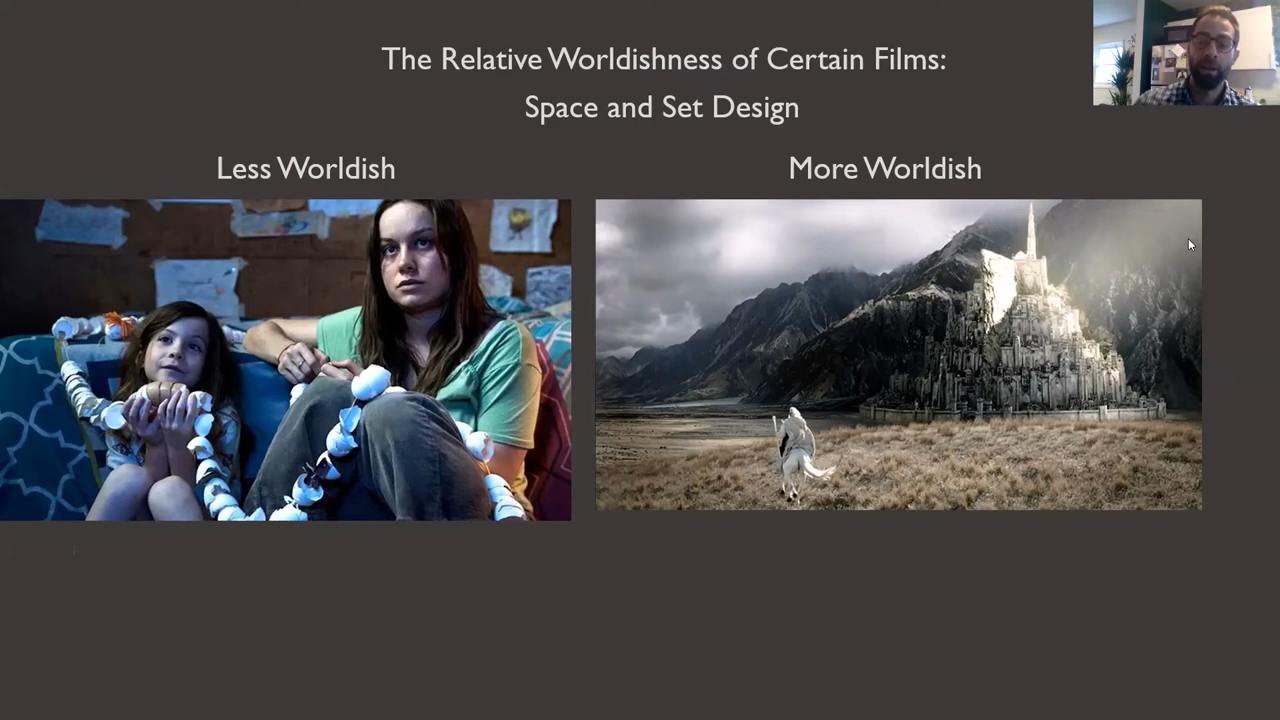 The Relative Worldishness of Certain Films:
Space and Set Design
Less Worldish
More Worldish